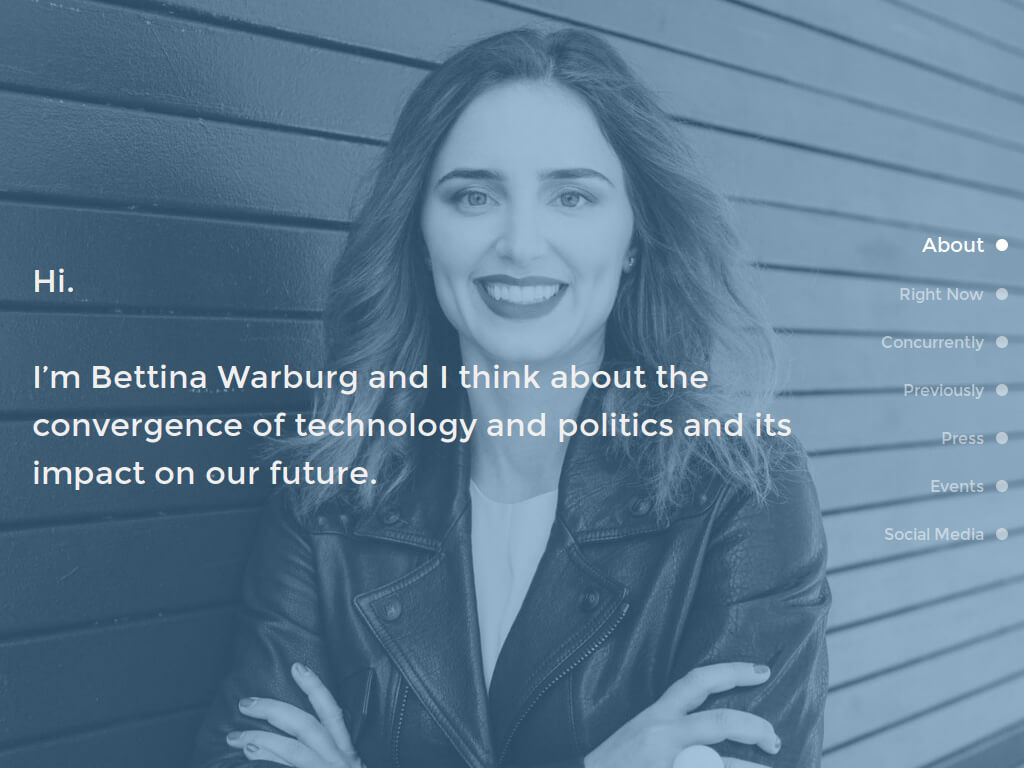 Hi.
I’m Bettina Warburg and I think about the
convergence of technology and politics and its
impact on our future.
About
Right Now
Concurrently
Previously
Press
Events
Social Media